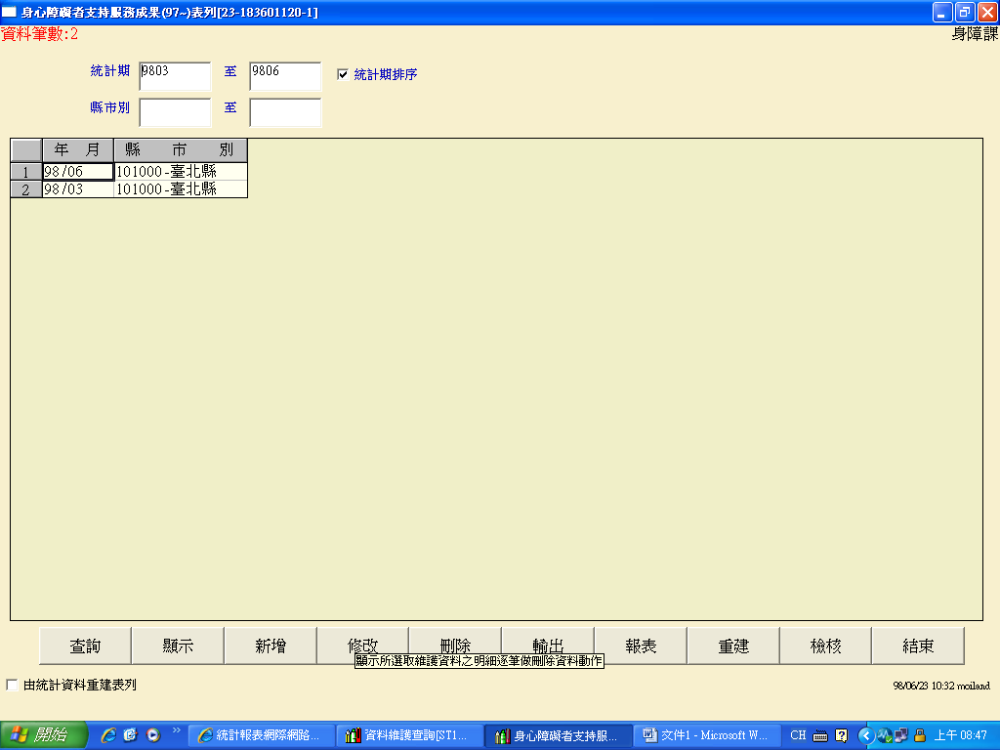 身心障礙者支持服務成果(97~)表列[23-183601120-1]
資料筆數:2
身障課
統計期 9803 至 9806 統計期排序
縣市別 至
年 月 縣 市 別
1 98/06 101000-臺北縣
2 98/03 101000-臺北縣
查詢 顯示 新增 修改 刪除 輸出 報表 重建 檢核 結束
顯示所選取維護資料之明細逐筆做刪除資料動作
由統計資料重建表列
98/06/23 10:32 moiland
開始 統計報表網際網路... 資料維護查詢[ST1... 身心障礙者支持服... 文件1 - Microsoft W... CH 上午 08:47